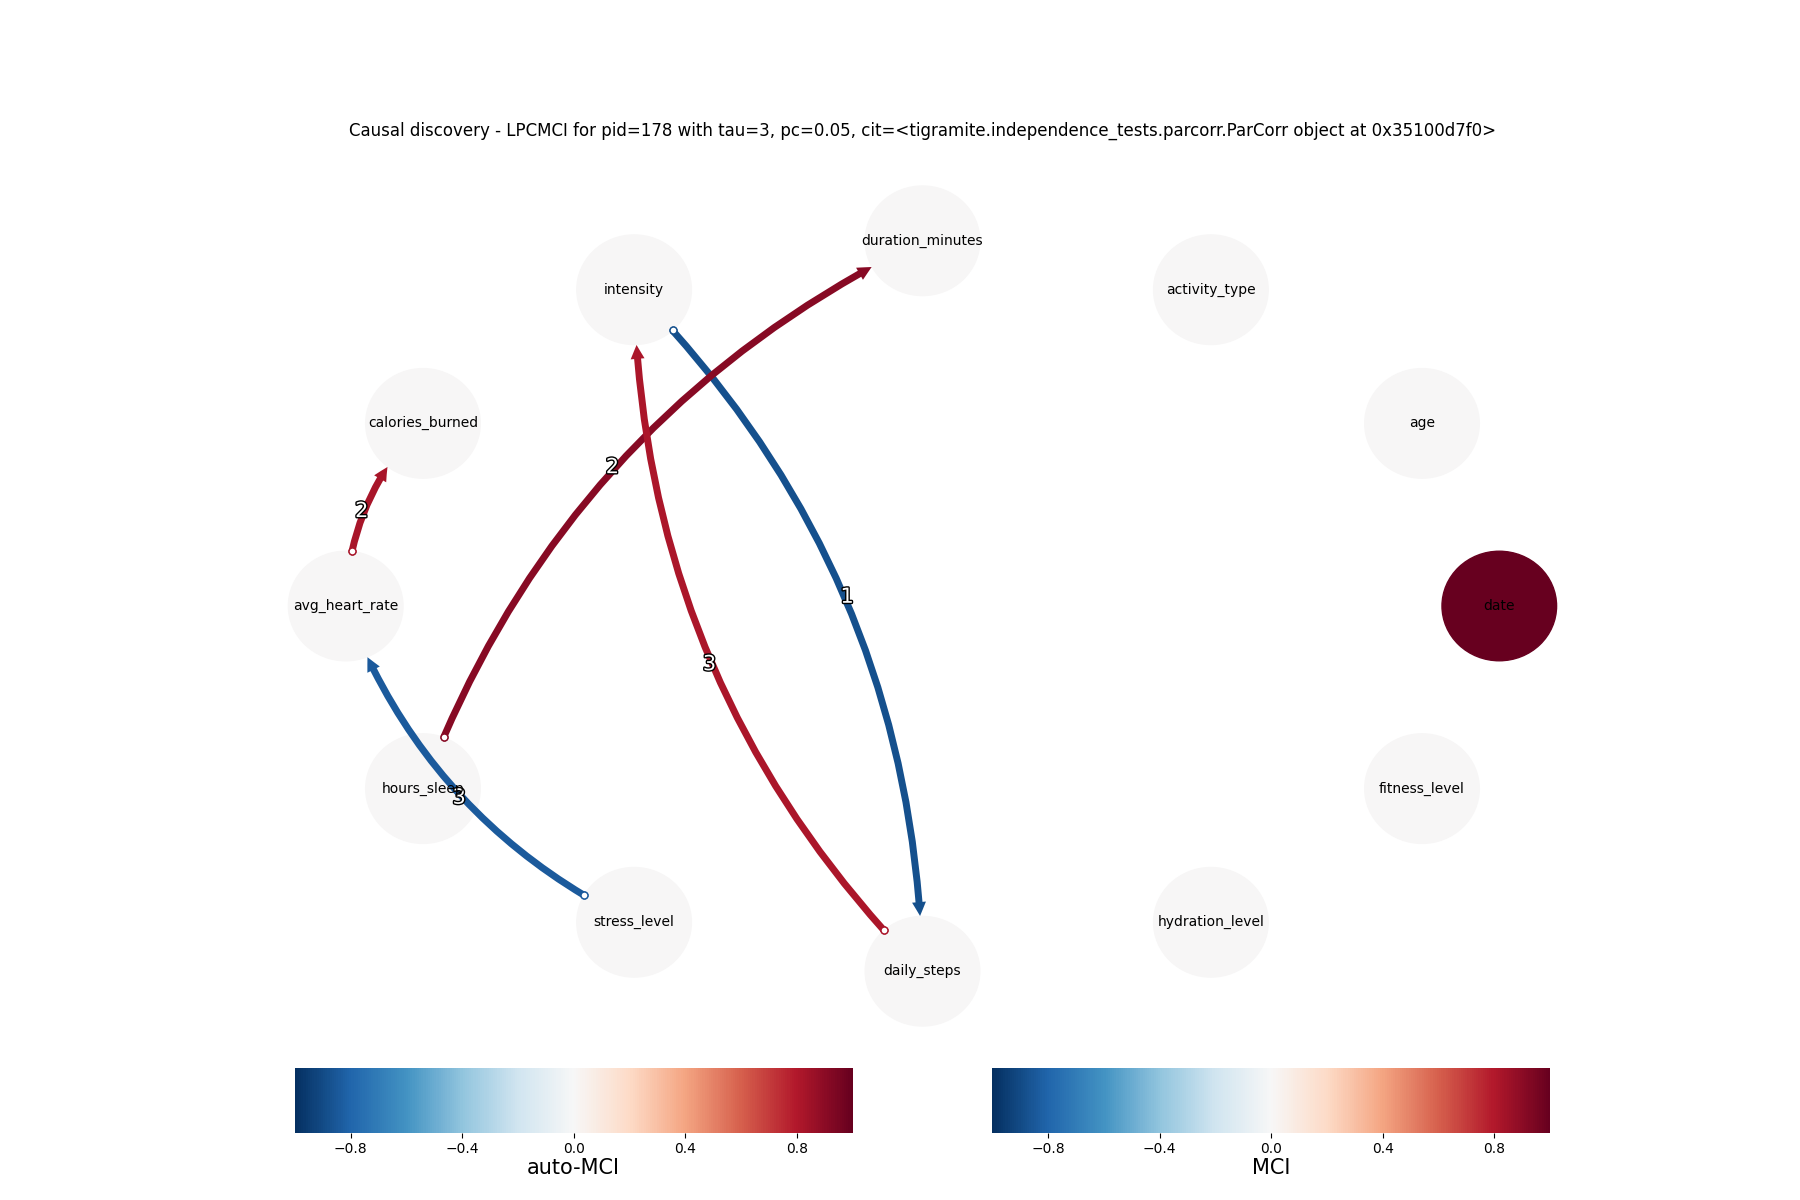 Causal discovery - LPCMCI for pid=178 with tau=3, pc=0.05, cit=<tigramite.independence_tests.parcorr.ParCorr object at 0x35100d7f0>
duration_minutes
intensity
activity_type
calories_burned
age
2
2
1
avg_heart_rate
date
3
hours_sleep
3
fitness_level
stress_level
hydration_level
daily_steps
−0.8 −0.4 0.0 0.4 0.8
auto-MCI
−0.8 −0.4 0.0 0.4 0.8
MCI